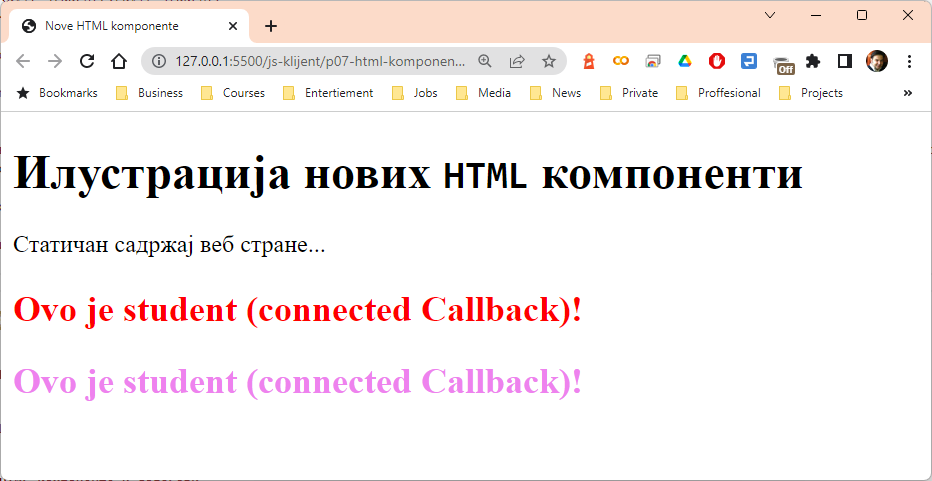 Nove HTML komponente
127.0.0.1:5500/js-klijent/p07-html-komponen...
Off
Bookmarks Business Courses Entertiement Jobs Media News Private Proffesional Projects »
Илустрација нових HTML компоненти
Статичан садржај веб стране...
Ovo je student (connected Callback)!
Ovo je student (connected Callback)!